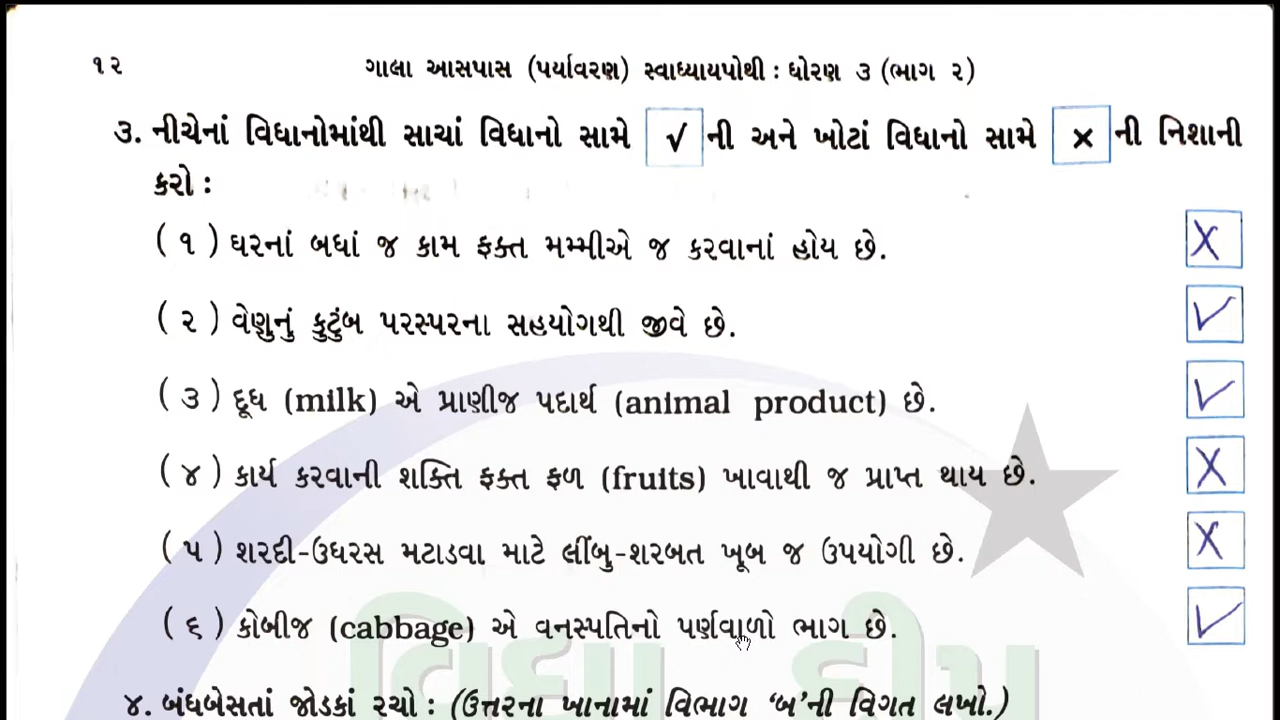 ૧૨ ગાલા આસપાસ (પર્યાવરણ) સ્વાધ્યાયપોથી : ધોરણ ૩ (ભાગ ૨)
૩. નીચેનાં વિધાનોમાંથી સાચાં વિધાનો સામે ✓ ની અને ખોટાં વિધાનો સામે × ની નિશાની
કરો :
(૧) ઘરનાં બધાં જ કામ ફક્ત મમ્મીએ જ કરવાનાં હોય છે. ×
(૨) વેણુનું કુટુંબ પરસ્પરના સહયોગથી જીવે છે. ✓
(૩) દૂધ (milk) એ પ્રાણીજ પદાર્થ (animal product) છે. ✓
(૪) કાર્ય કરવાની શક્તિ ફક્ત ફળ (fruits) ખાવાથી જ પ્રાપ્ત થાય છે. ×
(૫) શરદી-ઉધરસ મટાડવા માટે લીંબુ-શરબત ખૂબ જ ઉપયોગી છે. ×
(૬) કોબીજ (cabbage) એ વનસ્પતિનો પર્ણવાળો ભાગ છે. ✓
વિદ્યા દીપ
૪. બંધબેસતાં જોડકાં રચો : (ઉત્તરના ખાનામાં વિભાગ ‘બ’ની વિગત લખો.)